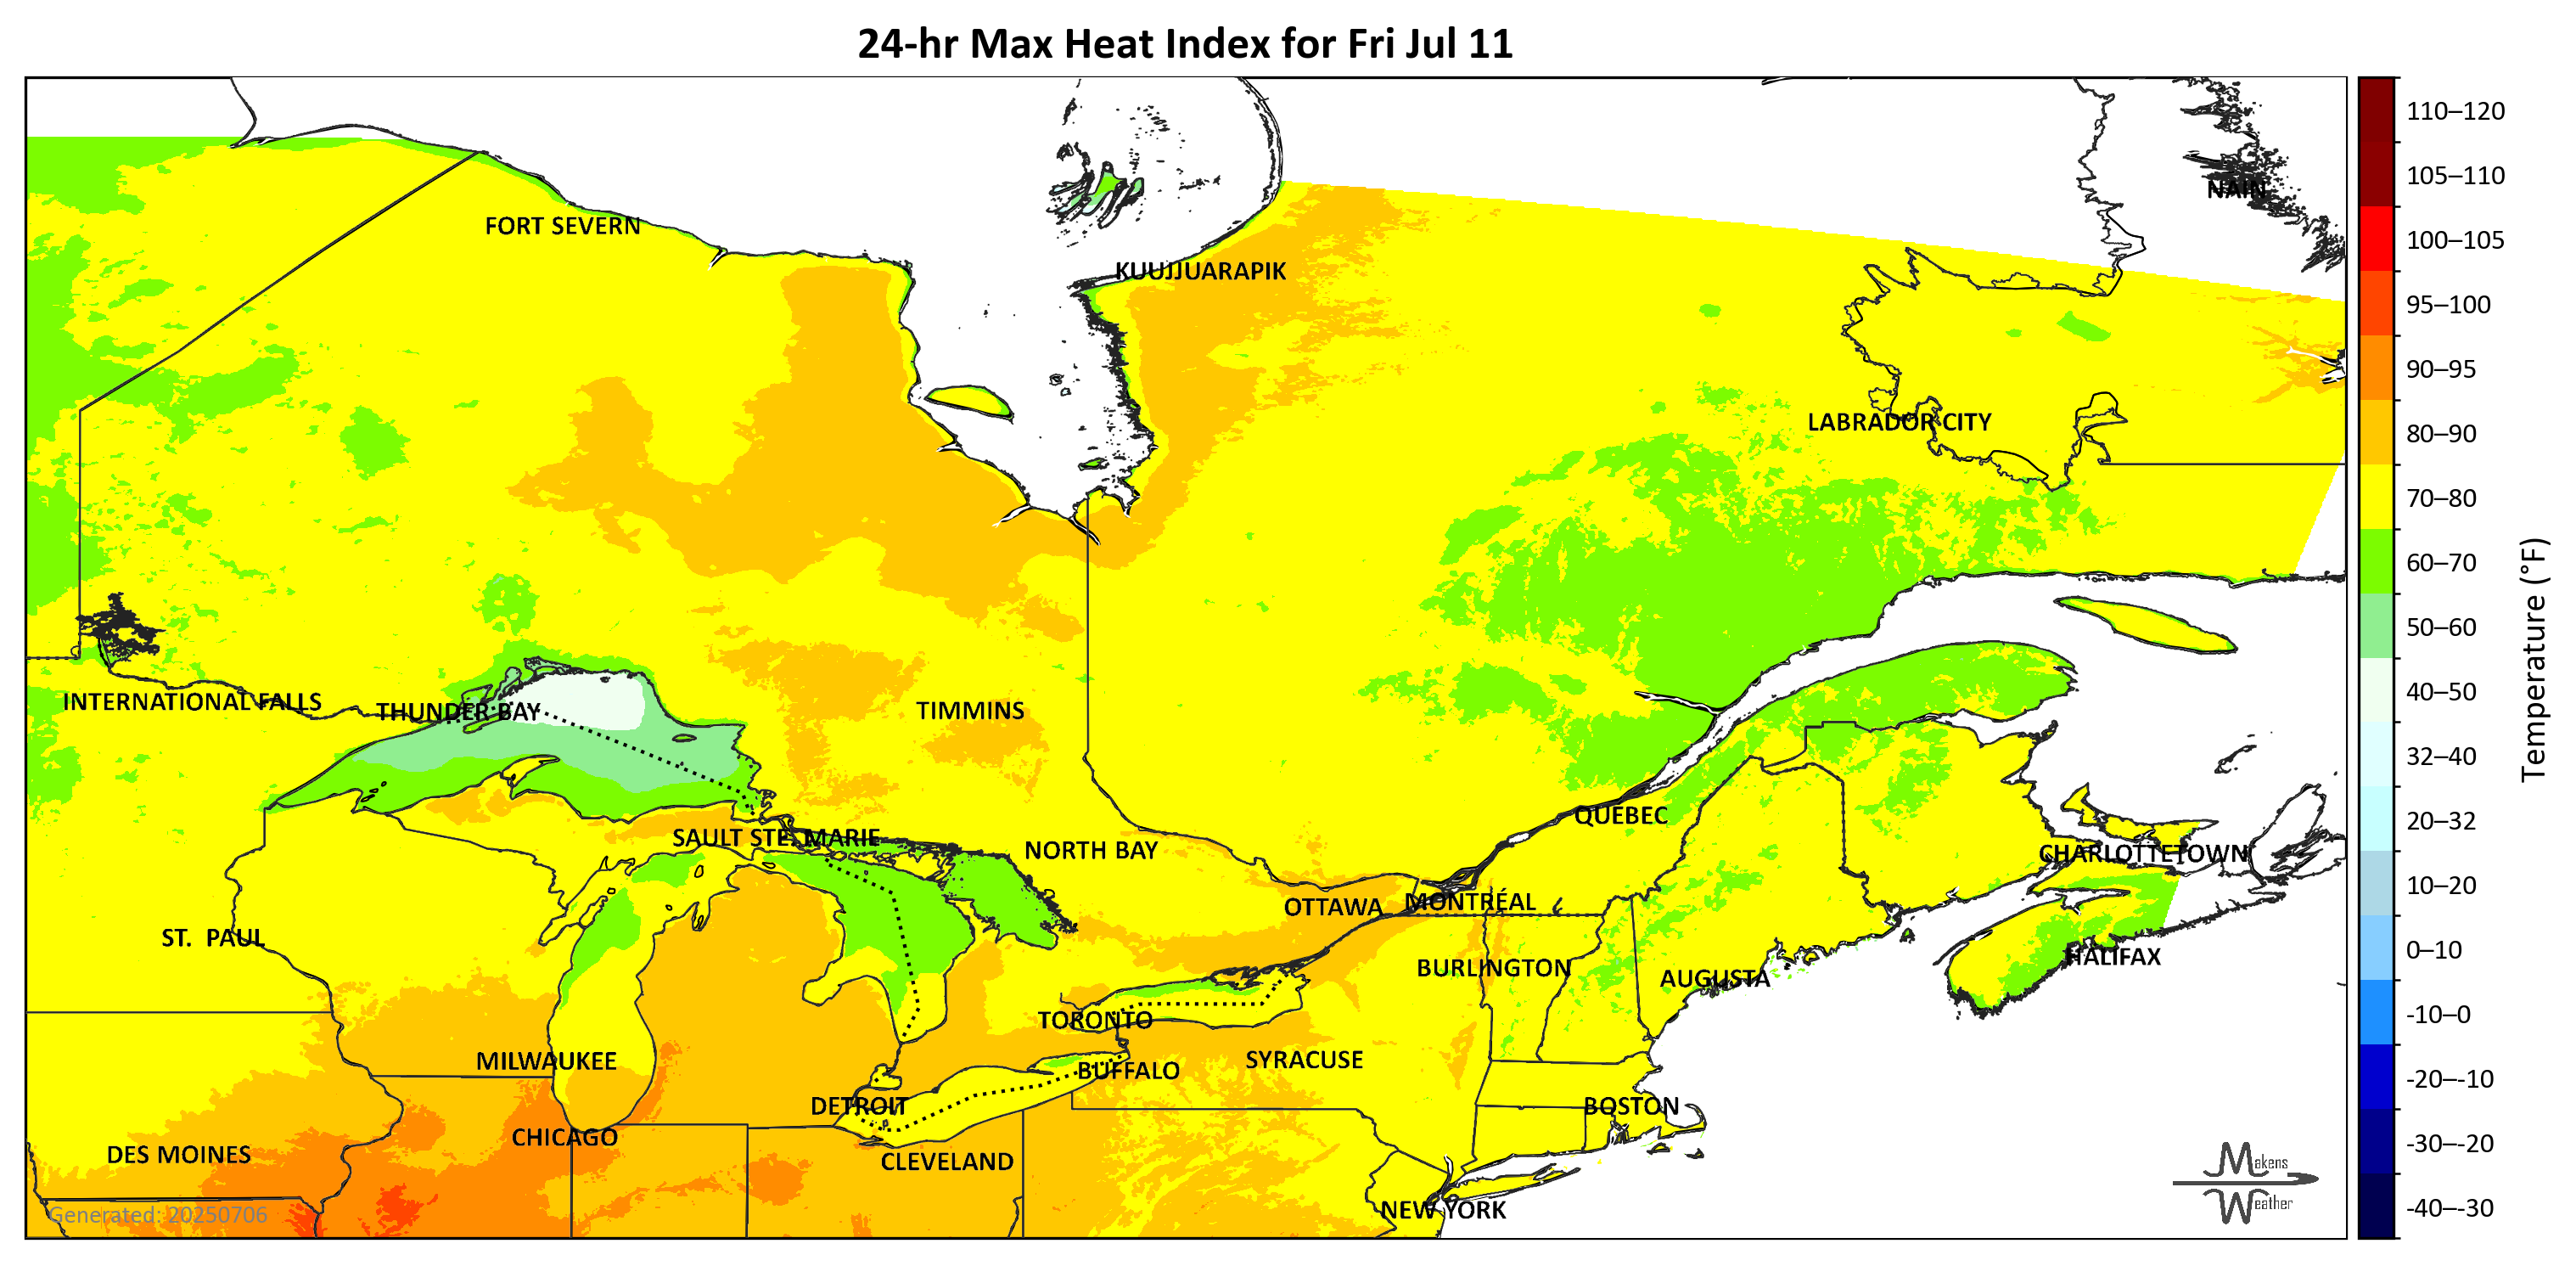 24-hr Max Heat Index for Fri Jul 11
NAIN
FORT SEVERN
KUUJJUARAPIK
LABRADOR CITY
INTERNATIONAL FALLS
THUNDER BAY
TIMMINS
QUEBEC
SAULT STE. MARIE
NORTH BAY
CHARLOTTETOWN
OTTAWA
MONTRÉAL
ST. PAUL
HALIFAX
BURLINGTON
AUGUSTA
TORONTO
MILWAUKEE
SYRACUSE
BUFFALO
DETROIT
BOSTON
CHICAGO
DES MOINES
CLEVELAND
NEW YORK
Generated: 20250706
Makens
Weather
110–120
105–110
100–105
95–100
90–95
80–90
70–80
60–70
50–60
40–50
32–40
20–32
10–20
0–10
-10–0
-20–-10
-30–-20
-40–-30
Temperature (°F)